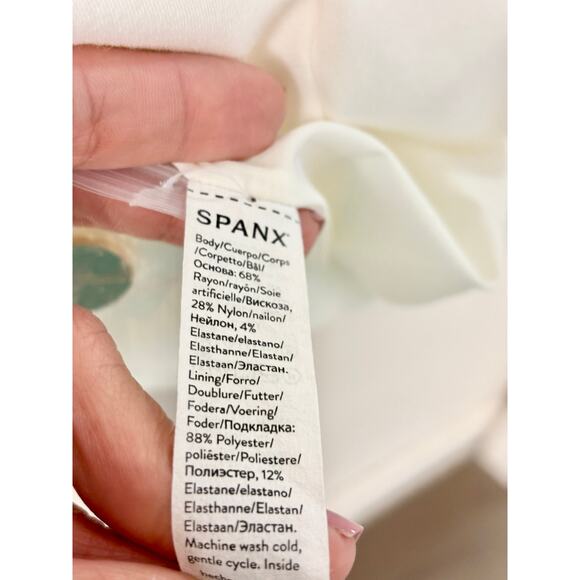 SPANX
Body/Cuerpo/Corps
/Corpetto/Bål/
Основа: 68%
Rayon/rayón/Soie
artificielle/Вискоза,
28% Nylon/nailon/
Нейлон, 4%
Elastane/elastano/
Elasthanne/Elastan/
Elastaan/Эластан.
Lining/Forro/
Doublure/Futter/
Fodera/Voering/
Foder/Подкладка:
88% Polyester/
poliéster/Poliestere/
Полиэстер, 12%
Elastane/elastano/
Elasthanne/Elastan/
Elastaan/Эластан.
Machine wash cold,
gentle cycle. Inside